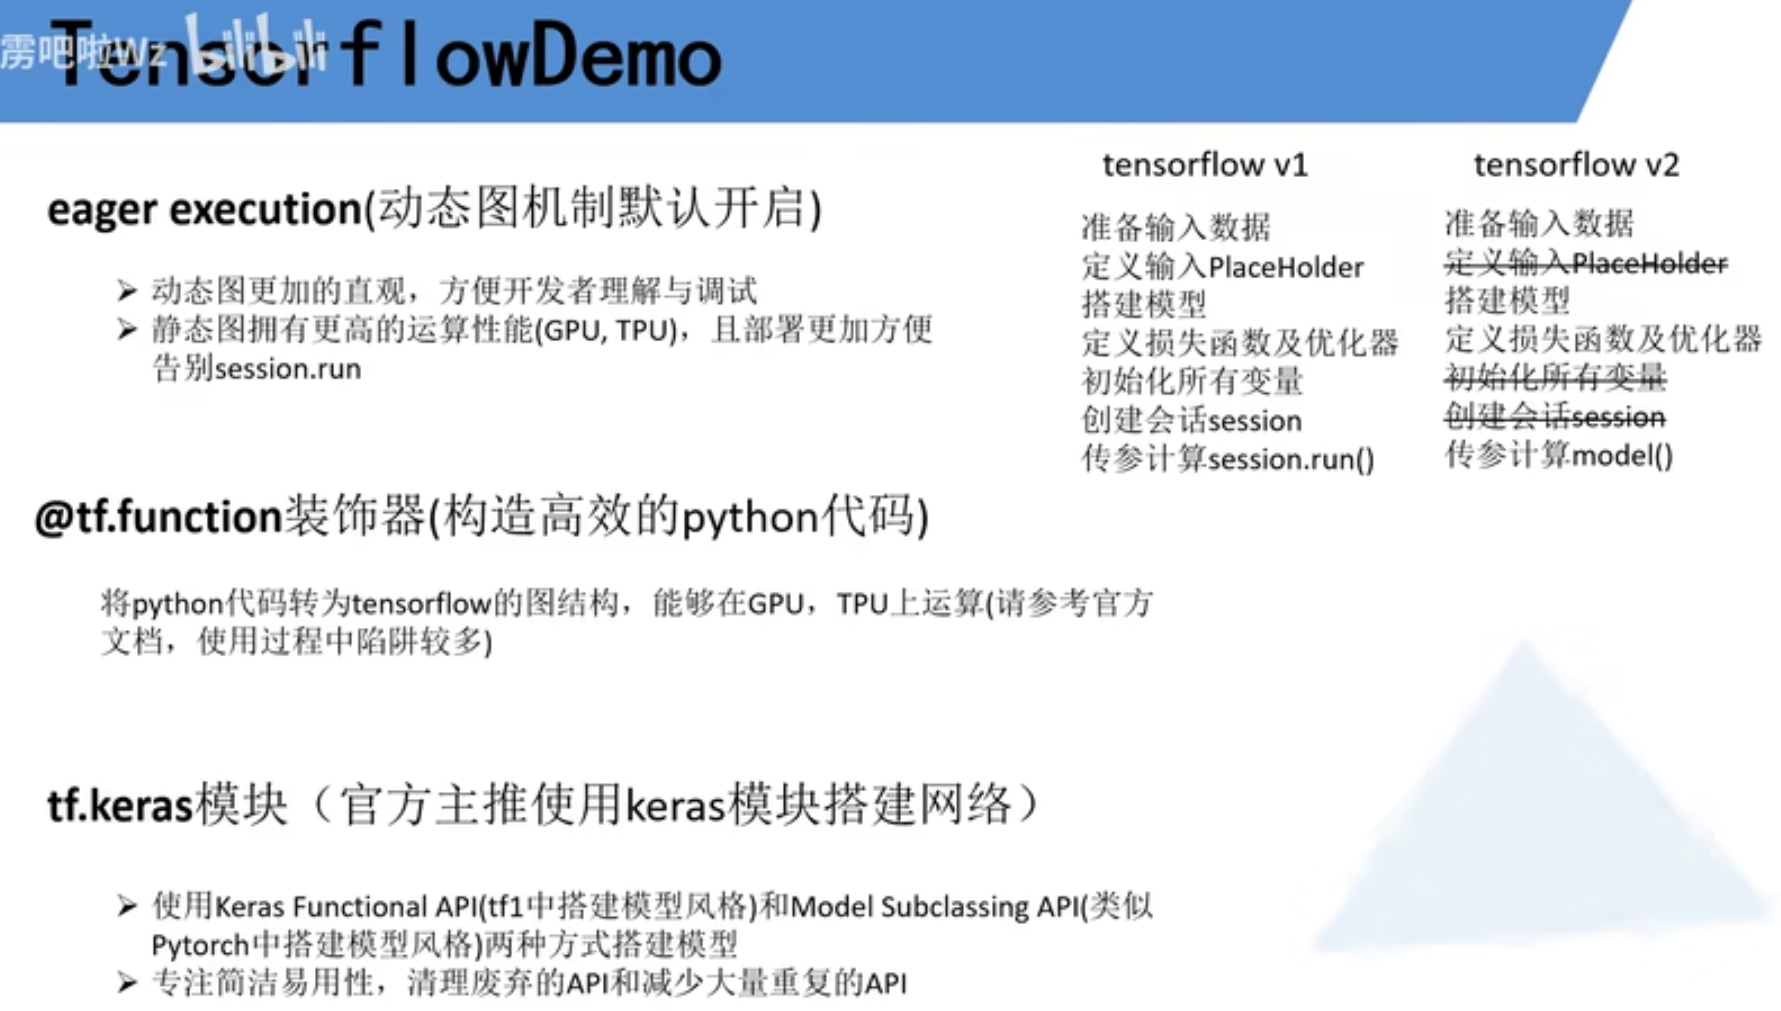 TensorflowDemo
霹吧啦Wz bilibili
eager execution(动态图机制默认开启)
动态图更加的直观，方便开发者理解与调试
静态图拥有更高的运算性能(GPU, TPU)，且部署更加方便
告别session.run
tensorflow v1
准备输入数据
定义输入PlaceHolder
搭建模型
定义损失函数及优化器
初始化所有变量
创建会话session
传参计算session.run()
tensorflow v2
准备输入数据
定义输入PlaceHolder
搭建模型
定义损失函数及优化器
初始化所有变量
创建会话session
传参计算model()
@tf.function装饰器(构造高效的python代码)
将python代码转为tensorflow的图结构，能够在GPU，TPU上运算(请参考官方
文档，使用过程中陷阱较多)
tf.keras模块（官方主推使用keras模块搭建网络）
使用Keras Functional API(tf1中搭建模型风格)和Model Subclassing API(类似
Pytorch中搭建模型风格)两种方式搭建模型
专注简洁易用性，清理废弃的API和减少大量重复的API